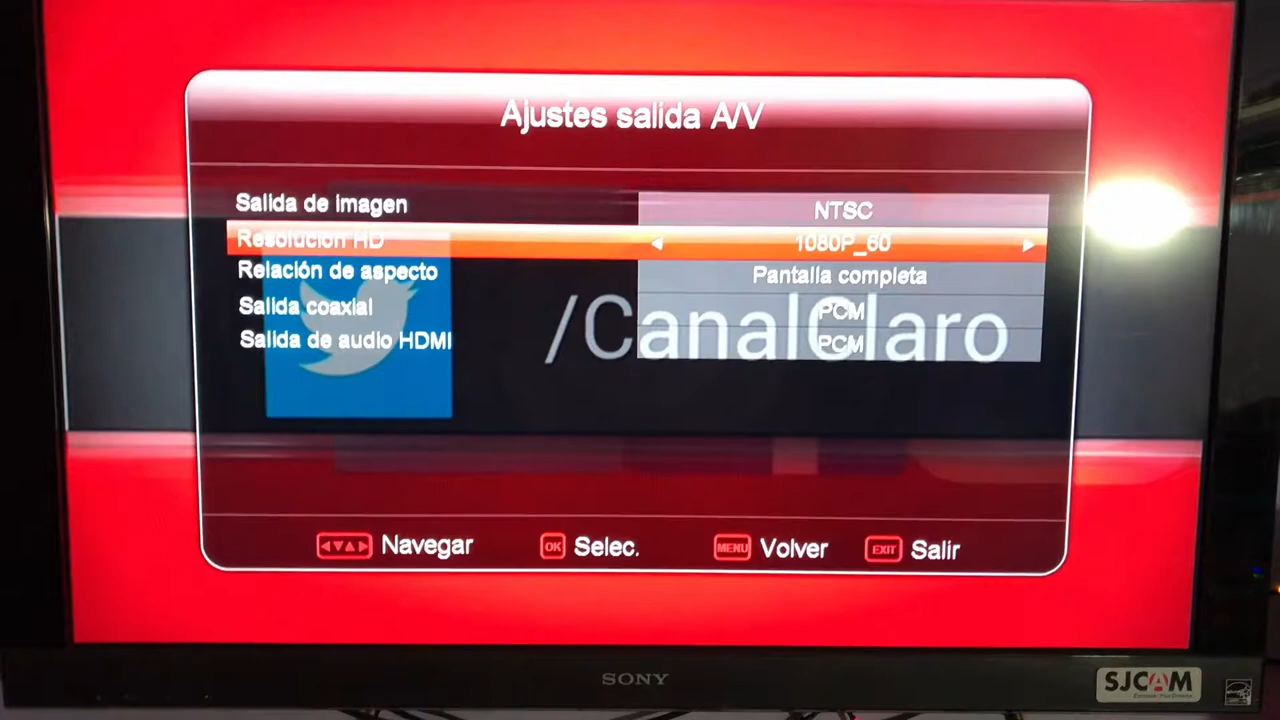 Ajustes salida A/V
Salida de imagen NTSC
Resolución HD 1080P_60
Relación de aspecto Pantalla completa
Salida coaxial PCM
Salida de audio HDMI PCM
/CanalClaro
Navegar OK Selec. MENU Volver EXIT Salir
SONY
SJCAM